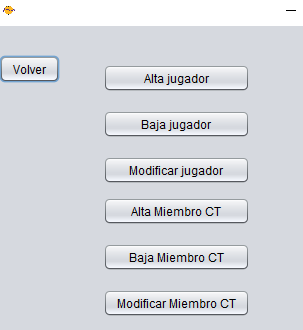 Volver
Alta jugador
Baja jugador
Modificar jugador
Alta Miembro CT
Baja Miembro CT
Modificar Miembro CT